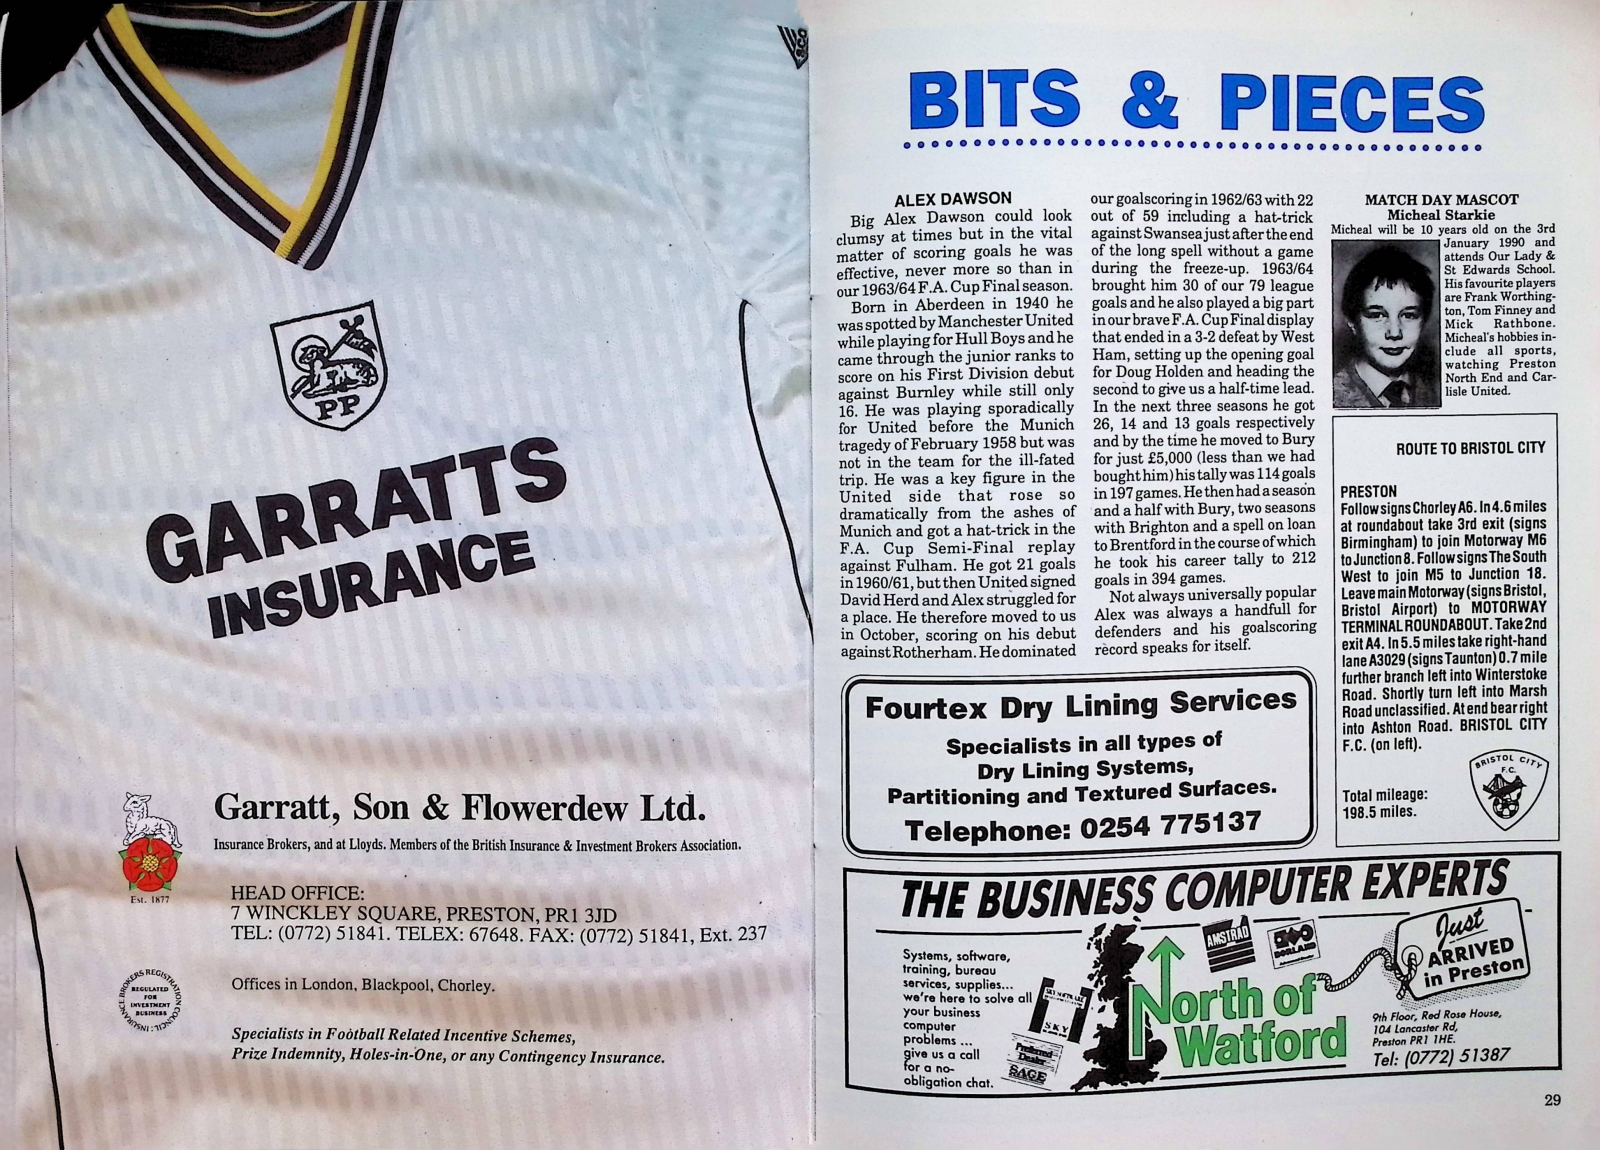 PP
GARRATTS
INSURANCE
Garratt, Son & Flowerdew Ltd.
Insurance Brokers, and at Lloyds. Members of the British Insurance & Investment Brokers Association.
Est. 1877
HEAD OFFICE:
7 WINCKLEY SQUARE, PRESTON, PR1 3JD
TEL: (0772) 51841. TELEX: 67648. FAX: (0772) 51841, Ext. 237
INSURANCE BROKERS REGISTRATION COUNCIL
REGULATED
FOR
INVESTMENT
BUSINESS
Offices in London, Blackpool, Chorley.
Specialists in Football Related Incentive Schemes,
Prize Indemnity, Holes-in-One, or any Contingency Insurance.
BITS & PIECES
ALEX DAWSON
Big Alex Dawson could look
clumsy at times but in the vital
matter of scoring goals he was
effective, never more so than in
our 1963/64 F.A. Cup Final season.
Born in Aberdeen in 1940 he
was spotted by Manchester United
while playing for Hull Boys and he
came through the junior ranks to
score on his First Division debut
against Burnley while still only
16. He was playing sporadically
for United before the Munich
tragedy of February 1958 but was
not in the team for the ill-fated
trip. He was a key figure in the
United side that rose so
dramatically from the ashes of
Munich and got a hat-trick in the
F.A. Cup Semi-Final replay
against Fulham. He got 21 goals
in 1960/61, but then United signed
David Herd and Alex struggled for
a place. He therefore moved to us
in October, scoring on his debut
against Rotherham. He dominated
our goalscoring in 1962/63 with 22
out of 59 including a hat-trick
against Swansea just after the end
of the long spell without a game
during the freeze-up. 1963/64
brought him 30 of our 79 league
goals and he also played a big part
in our brave F.A. Cup Final display
that ended in a 3-2 defeat by West
Ham, setting up the opening goal
for Doug Holden and heading the
second to give us a half-time lead.
In the next three seasons he got
26, 14 and 13 goals respectively
and by the time he moved to Bury
for just £5,000 (less than we had
bought him) his tally was 114 goals
in 197 games. He then had a season
and a half with Bury, two seasons
with Brighton and a spell on loan
to Brentford in the course of which
he took his career tally to 212
goals in 394 games.
Not always universally popular
Alex was always a handfull for
defenders and his goalscoring
record speaks for itself.
MATCH DAY MASCOT
Micheal Starkie
Micheal will be 10 years old on the 3rd
January 1990 and
attends Our Lady &
St Edwards School.
His favourite players
are Frank Worthing-
ton, Tom Finney and
Mick Rathbone.
Micheal's hobbies in-
clude all sports,
watching Preston
North End and Car-
lisle United.
ROUTE TO BRISTOL CITY
PRESTON
Follow signs Chorley A6. In 4.6 miles
at roundabout take 3rd exit (signs
Birmingham) to join Motorway M6
to Junction 8. Follow signs The South
West to join M5 to Junction 18.
Leave main Motorway (signs Bristol,
Bristol Airport) to MOTORWAY
TERMINAL ROUNDABOUT. Take 2nd
exit A4. In 5.5 miles take right-hand
lane A3029 (signs Taunton) 0.7 mile
further branch left into Winterstoke
Road. Shortly turn left into Marsh
Road unclassified. At end bear right
into Ashton Road. BRISTOL CITY
F.C. (on left).
Total mileage:
198.5 miles.
BRISTOL CITY
F.C.
Fourtex Dry Lining Services
Specialists in all types of
Dry Lining Systems,
Partitioning and Textured Surfaces.
Telephone: 0254 775137
THE BUSINESS COMPUTER EXPERTS
Systems, software,
training, bureau
services, supplies...
we're here to solve all
your business
computer
problems ...
give us a call
for a no-
obligation chat.
SKY SOFTWARE
SKY
Preferred
Dealer
SAGE
AMSTRAD
BORLAND
North of
Watford
Just
ARRIVED
in Preston
9th Floor, Red Rose House,
104 Lancaster Rd,
Preston PR1 1HE.
Tel: (0772) 51387
29